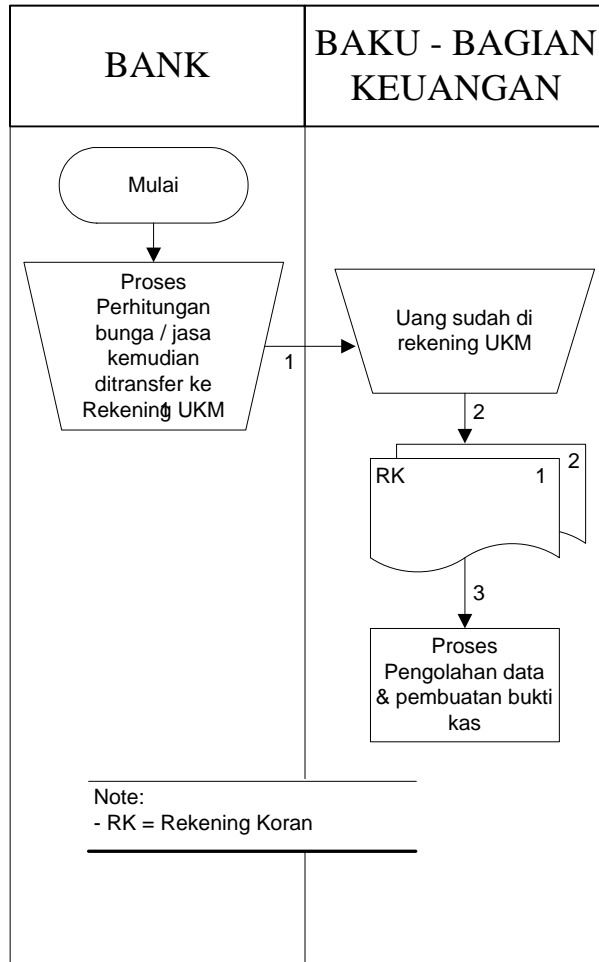 BANK
BAKU - BAGIAN
KEUANGAN
Mulai
Proses
Perhitungan
bunga / jasa
kemudian
ditransfer ke
Rekening UKM
1
1
Uang sudah di
rekening UKM
2
RK
1
2
3
Proses
Pengolahan data
& pembuatan bukti
kas
Note:
- RK = Rekening Koran